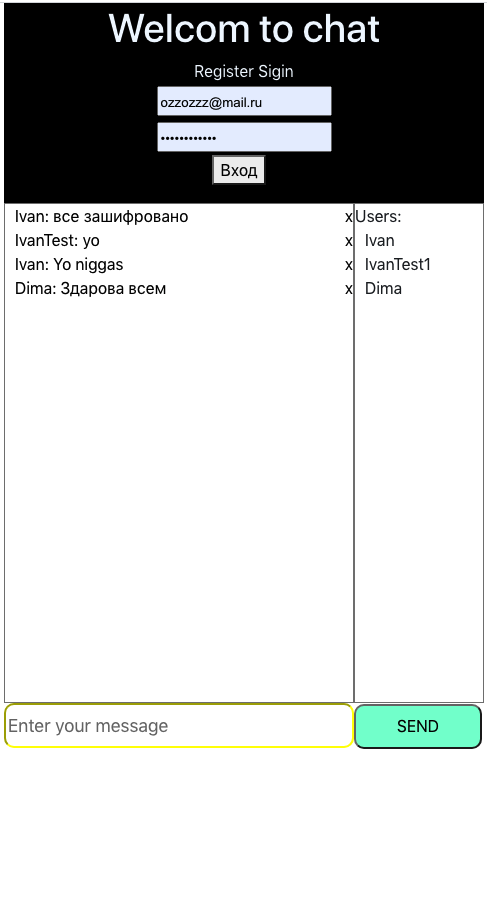 Welcom to chat
Register Sigin
ozzozzz@mail.ru
••••••••••••
Вход
Ivan: все зашифровано x
IvanTest: yo x
Ivan: Yo niggas x
Dima: Здарова всем x
Users:
Ivan
IvanTest1
Dima
Enter your message
SEND